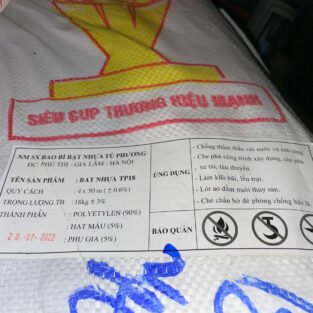 SIÊU CUP THƯƠNG HIỆU MẠNH
NM SX BAO BÌ BẠT NHỰA TÚ PHƯƠNG
ĐC: PHÚ THỊ - GIA LÂM - HÀ NỘI
TÊN SẢN PHẨM : BẠT NHỰA TP18
QUY CÁCH : 4 x 50 m (± 0.6%)
TRỌNG LƯỢNG TB : 18kg ± 3%
THÀNH PHẦN : POLYETYLEN (90%)
: HẠT MÀU (5%)
20-07-2022 : PHỤ GIA (5%)
ỨNG DỤNG
- Chống thấm thấu với nước và ánh sáng.
- Che phủ công trình xây dựng, che phủ
xe tải, tàu thuyền.
- Làm kiốt hải, lều trại.
- Lót ao đầm nuôi thủy sản.
- Che chắn hỗ đê phòng chống bão lũ.
BẢO QUẢN